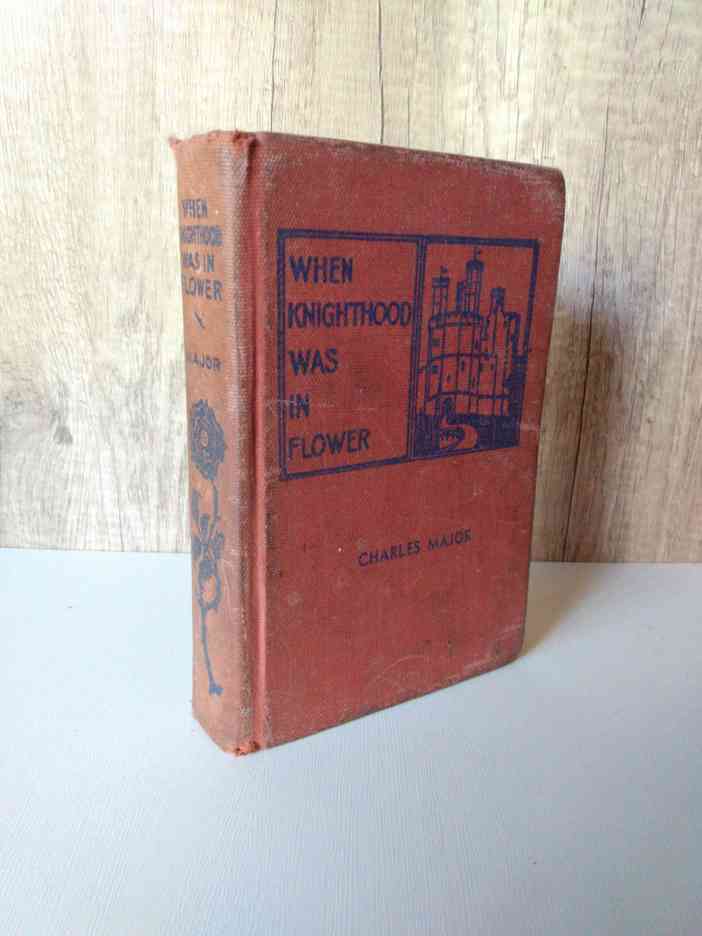 WHEN
KNIGHTHOOD
WAS IN
FLOWER
MAJOR
WHEN
KNIGHTHOOD
WAS
IN
FLOWER
CHARLES MAJOR